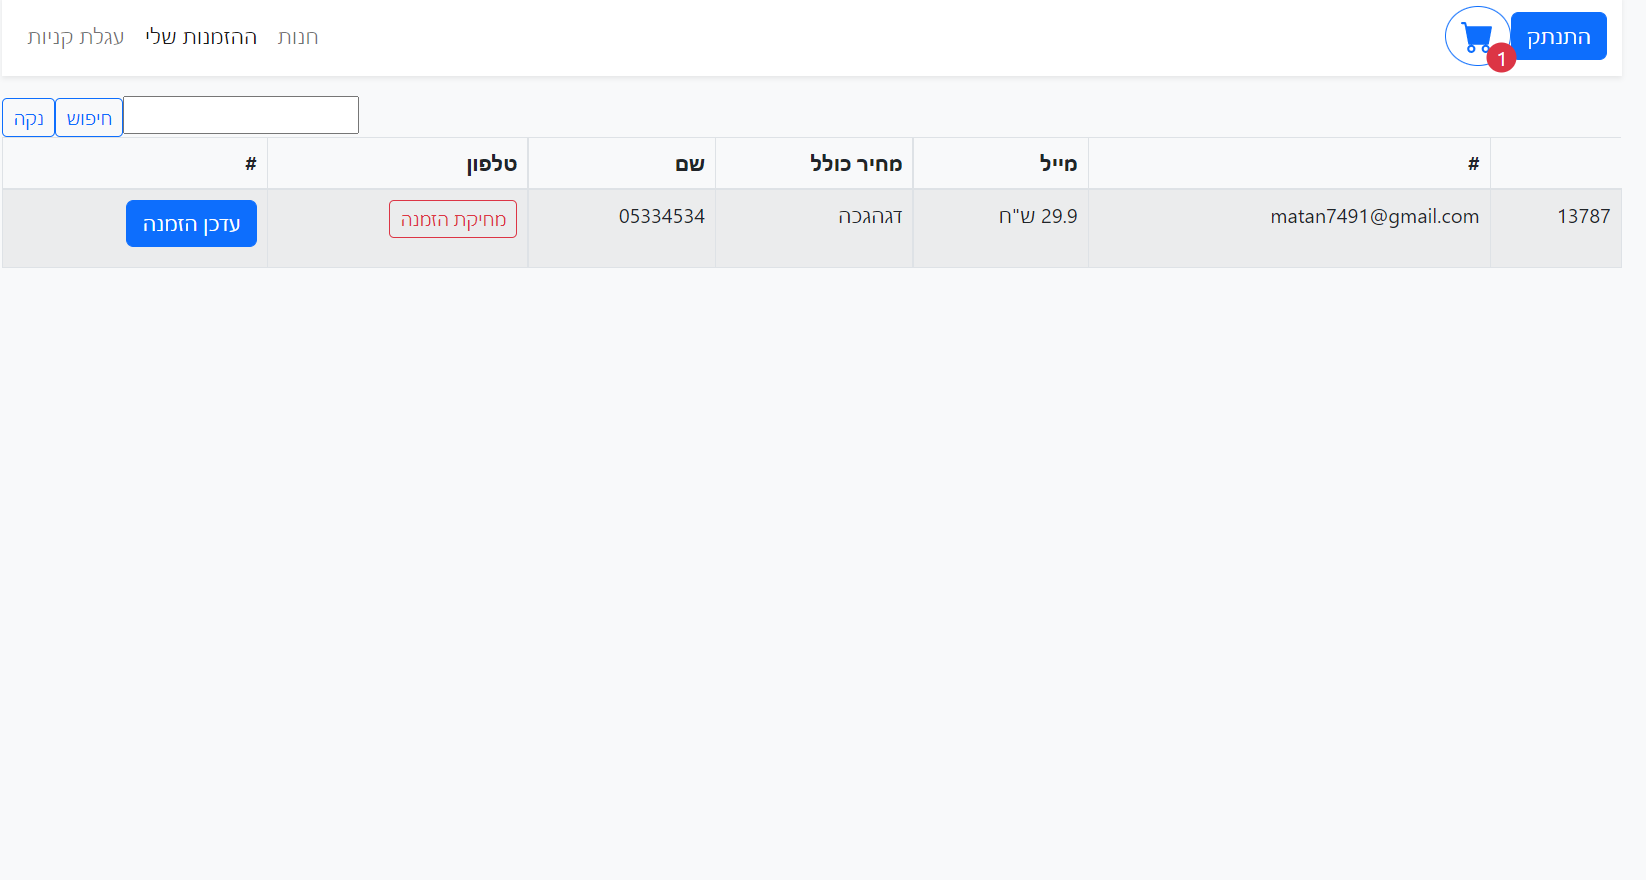 התנתק 1 חנות ההזמנות שלי עגלת קניות
חיפוש נקה
# מייל מחיר כולל שם טלפון #
13787 matan7491@gmail.com 29.9 ש"ח דגהגכה 05334534 מחיקת הזמנה עדכן הזמנה